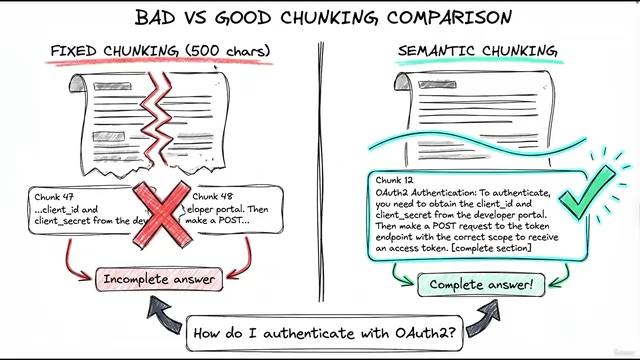 BAD VS GOOD CHUNKING COMPARISON
FIXED CHUNKING (500 chars)
Chunk 47
...client_id and
client_secret from the dev
Chunk 48
eloper portal. Then
make a POST...
Incomplete answer
SEMANTIC CHUNKING
Chunk 12
OAuth2 Authentication: To authenticate,
you need to obtain the client_id and
client_secret from the developer portal.
Then make a POST request to the token
endpoint with the correct scope to receive
an access token. [complete section]
Complete answer!
How do I authenticate with OAuth2?